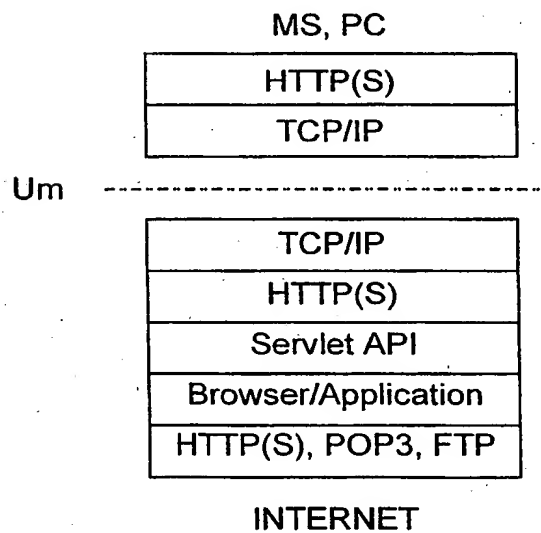 MS, PC
HTTP(S)
TCP/IP
Um
TCP/IP
HTTP(S)
Servlet API
Browser/Application
HTTP(S), POP3, FTP
INTERNET